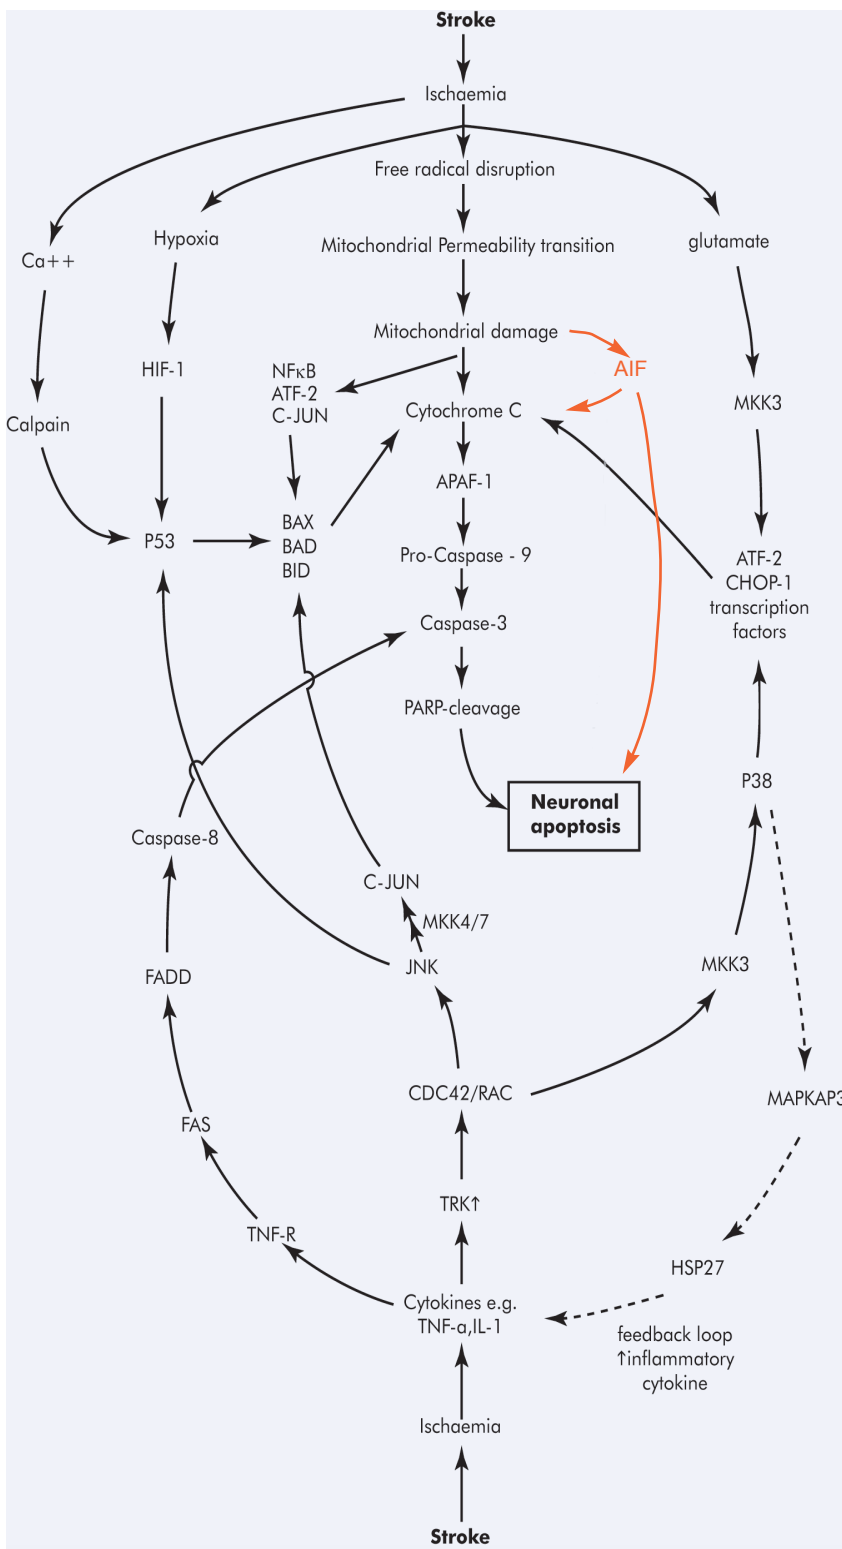 Stroke
Ischaemia
Free radical disruption
Hypoxia
Mitochondrial Permeability transition
glutamate
Ca++
Mitochondrial damage
AIF
HIF-1
NFκB
ATF-2
C-JUN
MKK3
Cytochrome C
Calpain
APAF-1
P53
BAX
BAD
BID
Pro-Caspase - 9
ATF-2
CHOP-1
transcription
factors
Caspase-3
PARP-cleavage
P38
Neuronal
apoptosis
Caspase-8
C-JUN
MKK4/7
JNK
MKK3
FADD
CDC42/RAC
MAPKAP3
FAS
TRK↑
TNF-R
HSP27
Cytokines e.g.
TNF-α,IL-1
feedback loop
↑inflammatory
cytokine
Ischaemia
Stroke